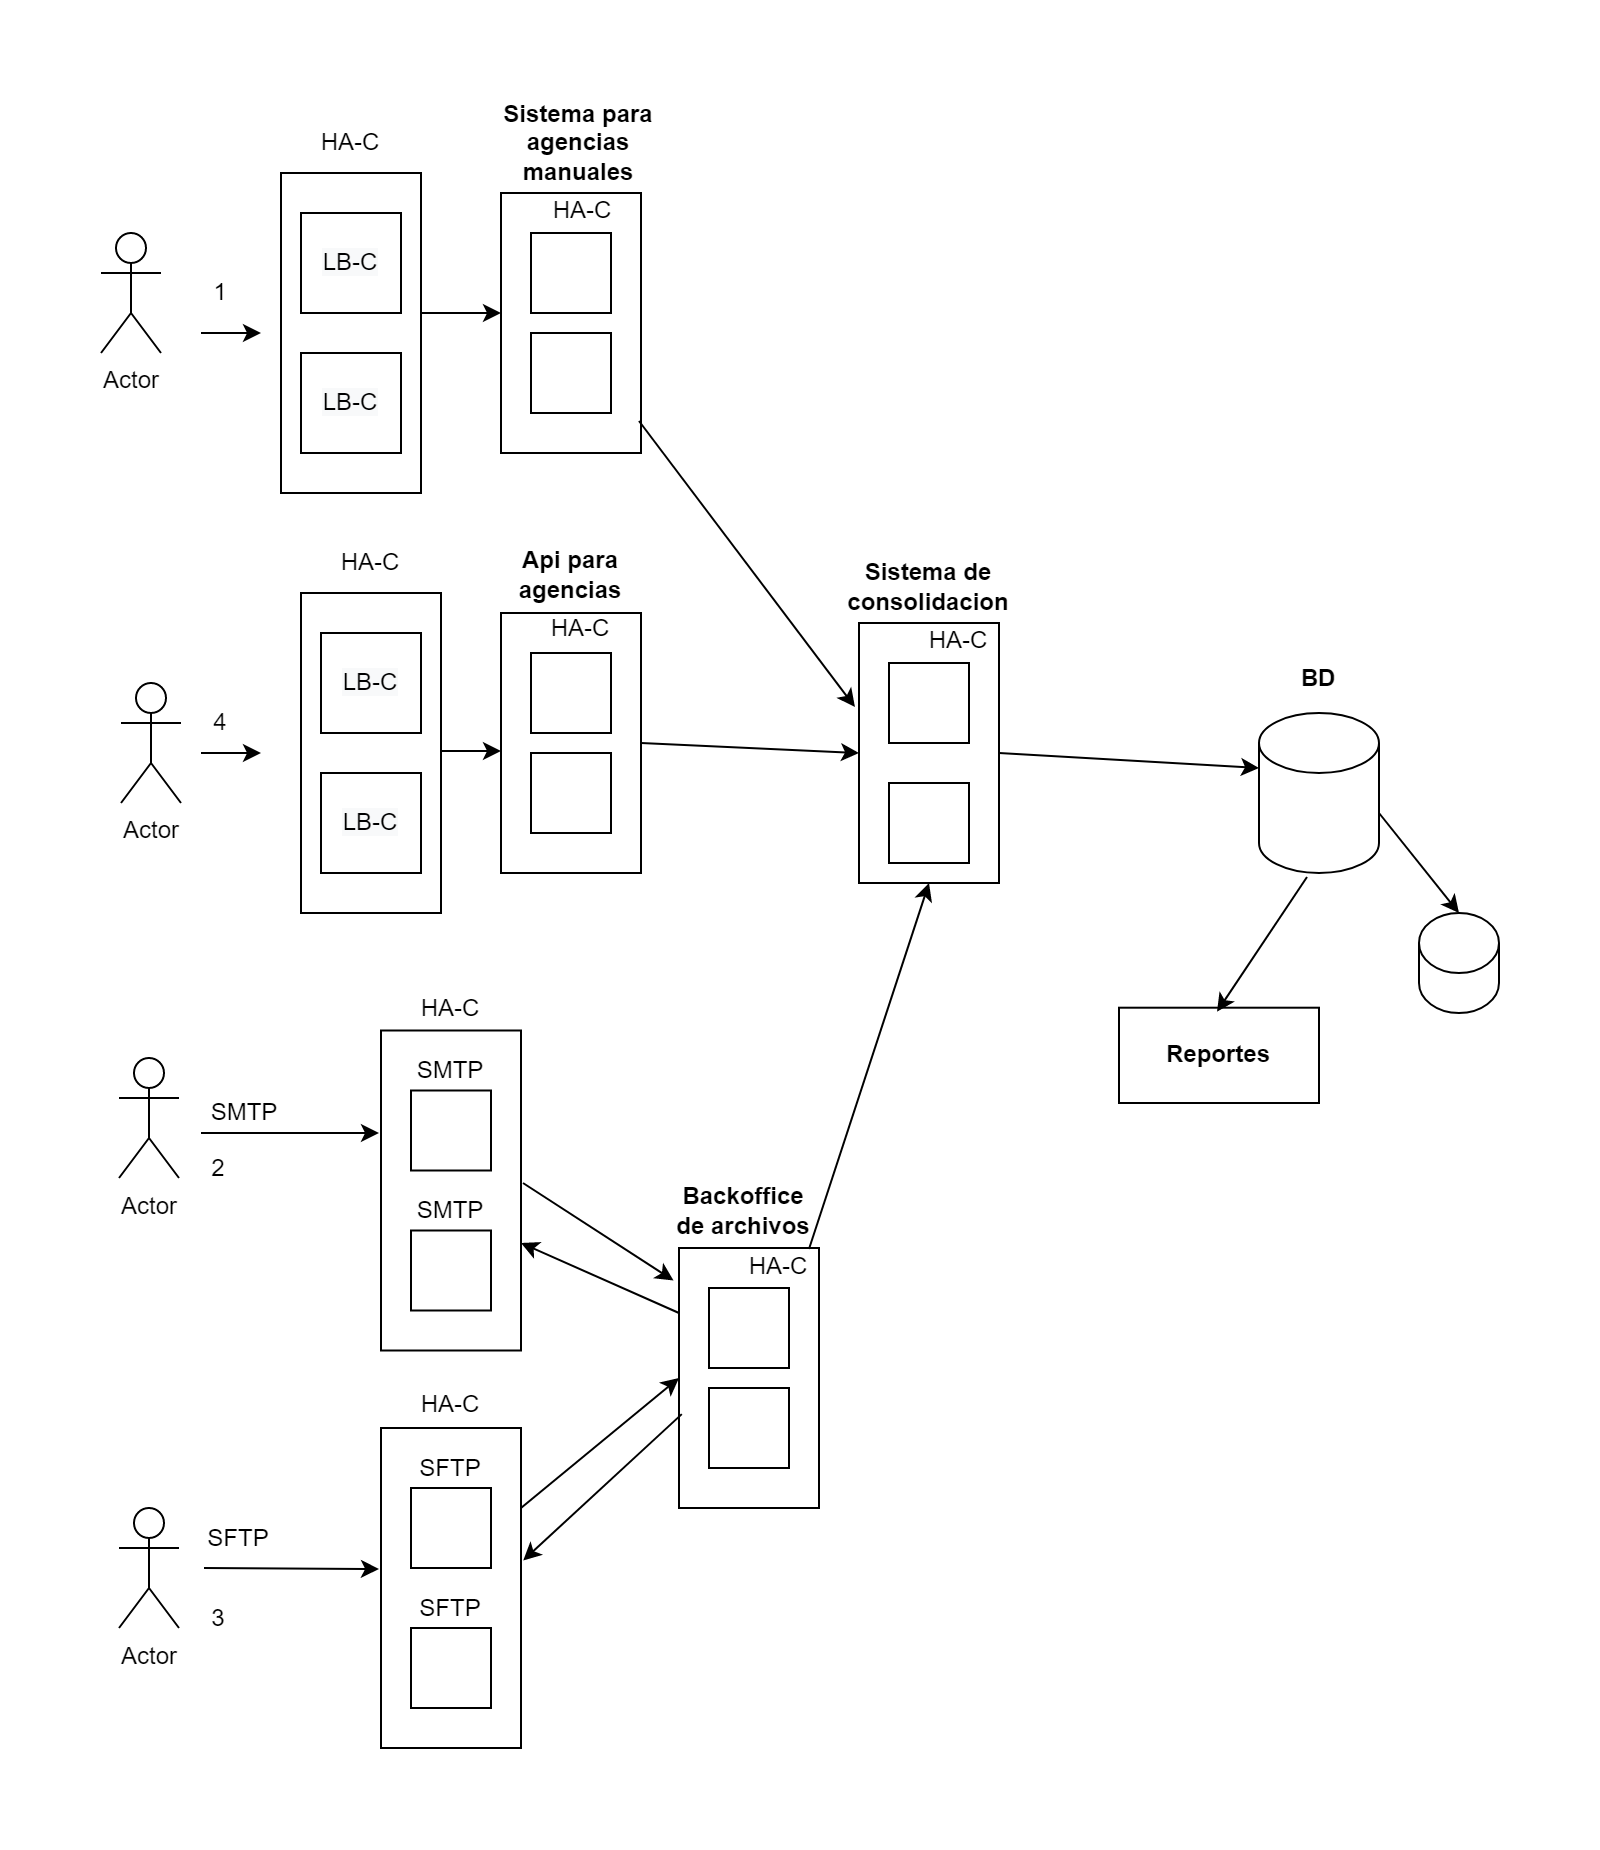 Sistema para
agencias
manuales
HA-C
HA-C
LB-C
1
Actor
LB-C
Api para
agencias
HA-C
HA-C
LB-C
4
LB-C
Actor
Sistema de
consolidacion
HA-C
BD
Reportes
HA-C
SMTP
SMTP
2
Actor
SMTP
Backoffice
de archivos
HA-C
HA-C
SFTP
SFTP
3
Actor
SFTP